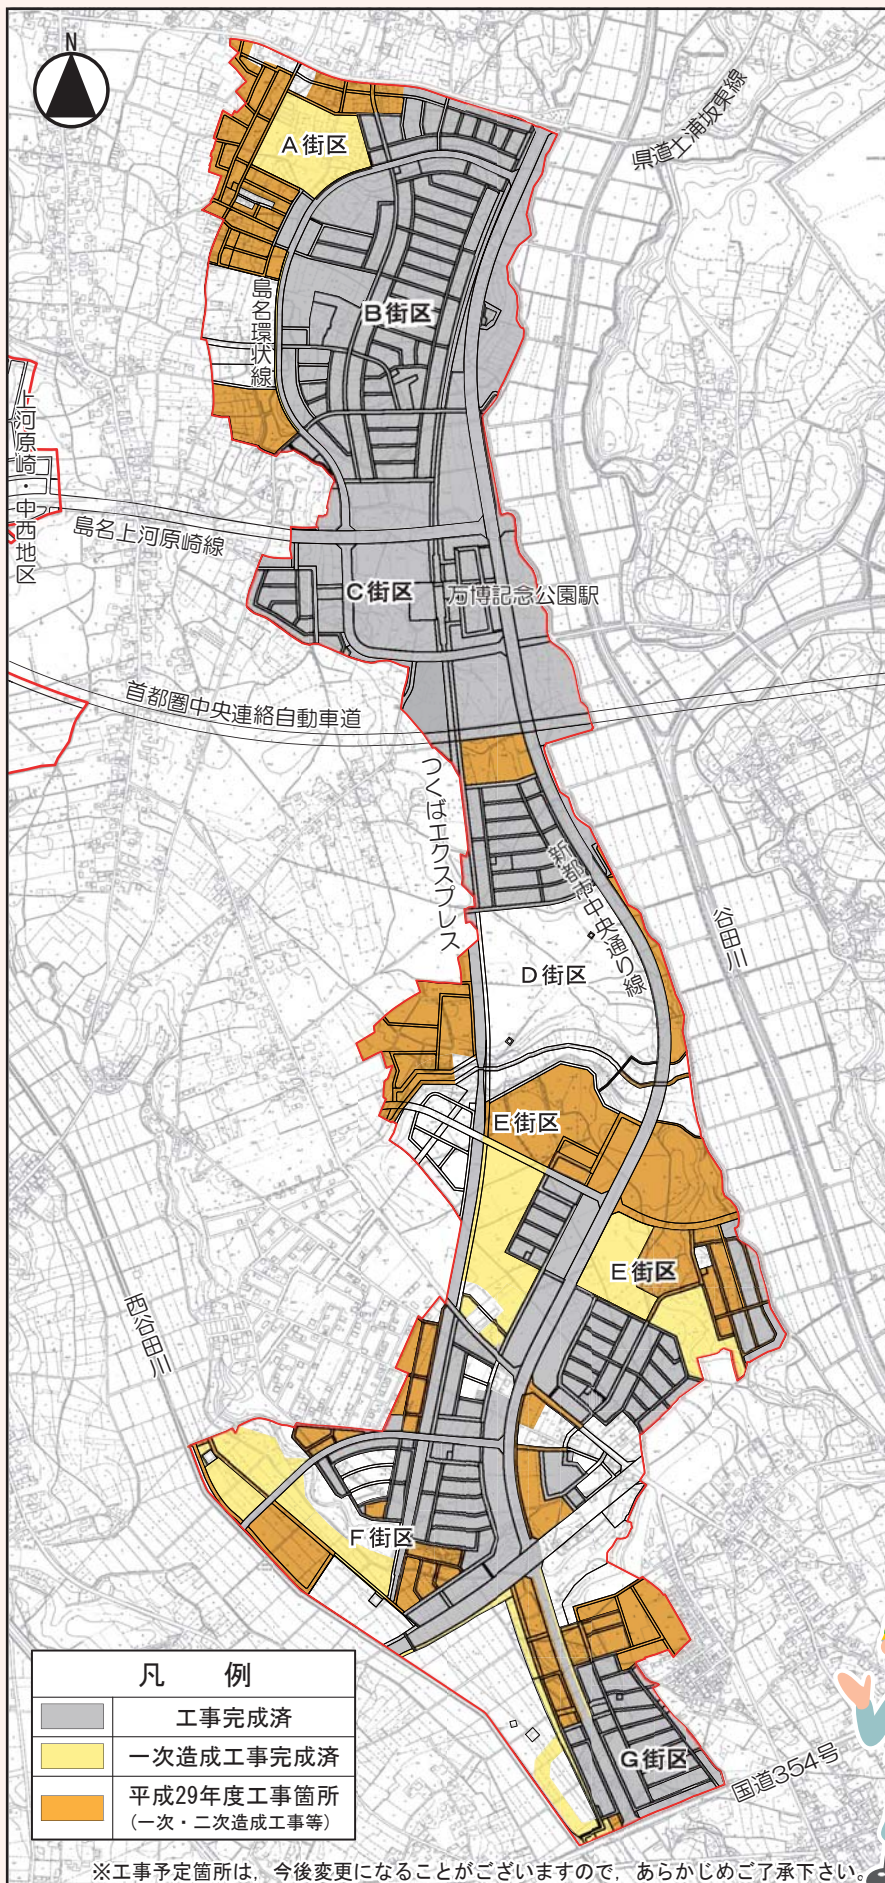 N
県道土浦坂東線
A街区
島名環状線
B街区
上河原崎・中西地区
島名上河原崎線
C街区
万博記念公園駅
首都圏中央連絡自動車道
つくばエクスプレス
新都市中央通り線
谷田川
D街区
E街区
E街区
西谷田川
F街区
G街区
国道354号
凡 例
工事完成済
一次造成工事完成済
平成29年度工事箇所
(一次・二次造成工事等)
※工事予定箇所は，今後変更になることがございますので，あらかじめご了承下さい。